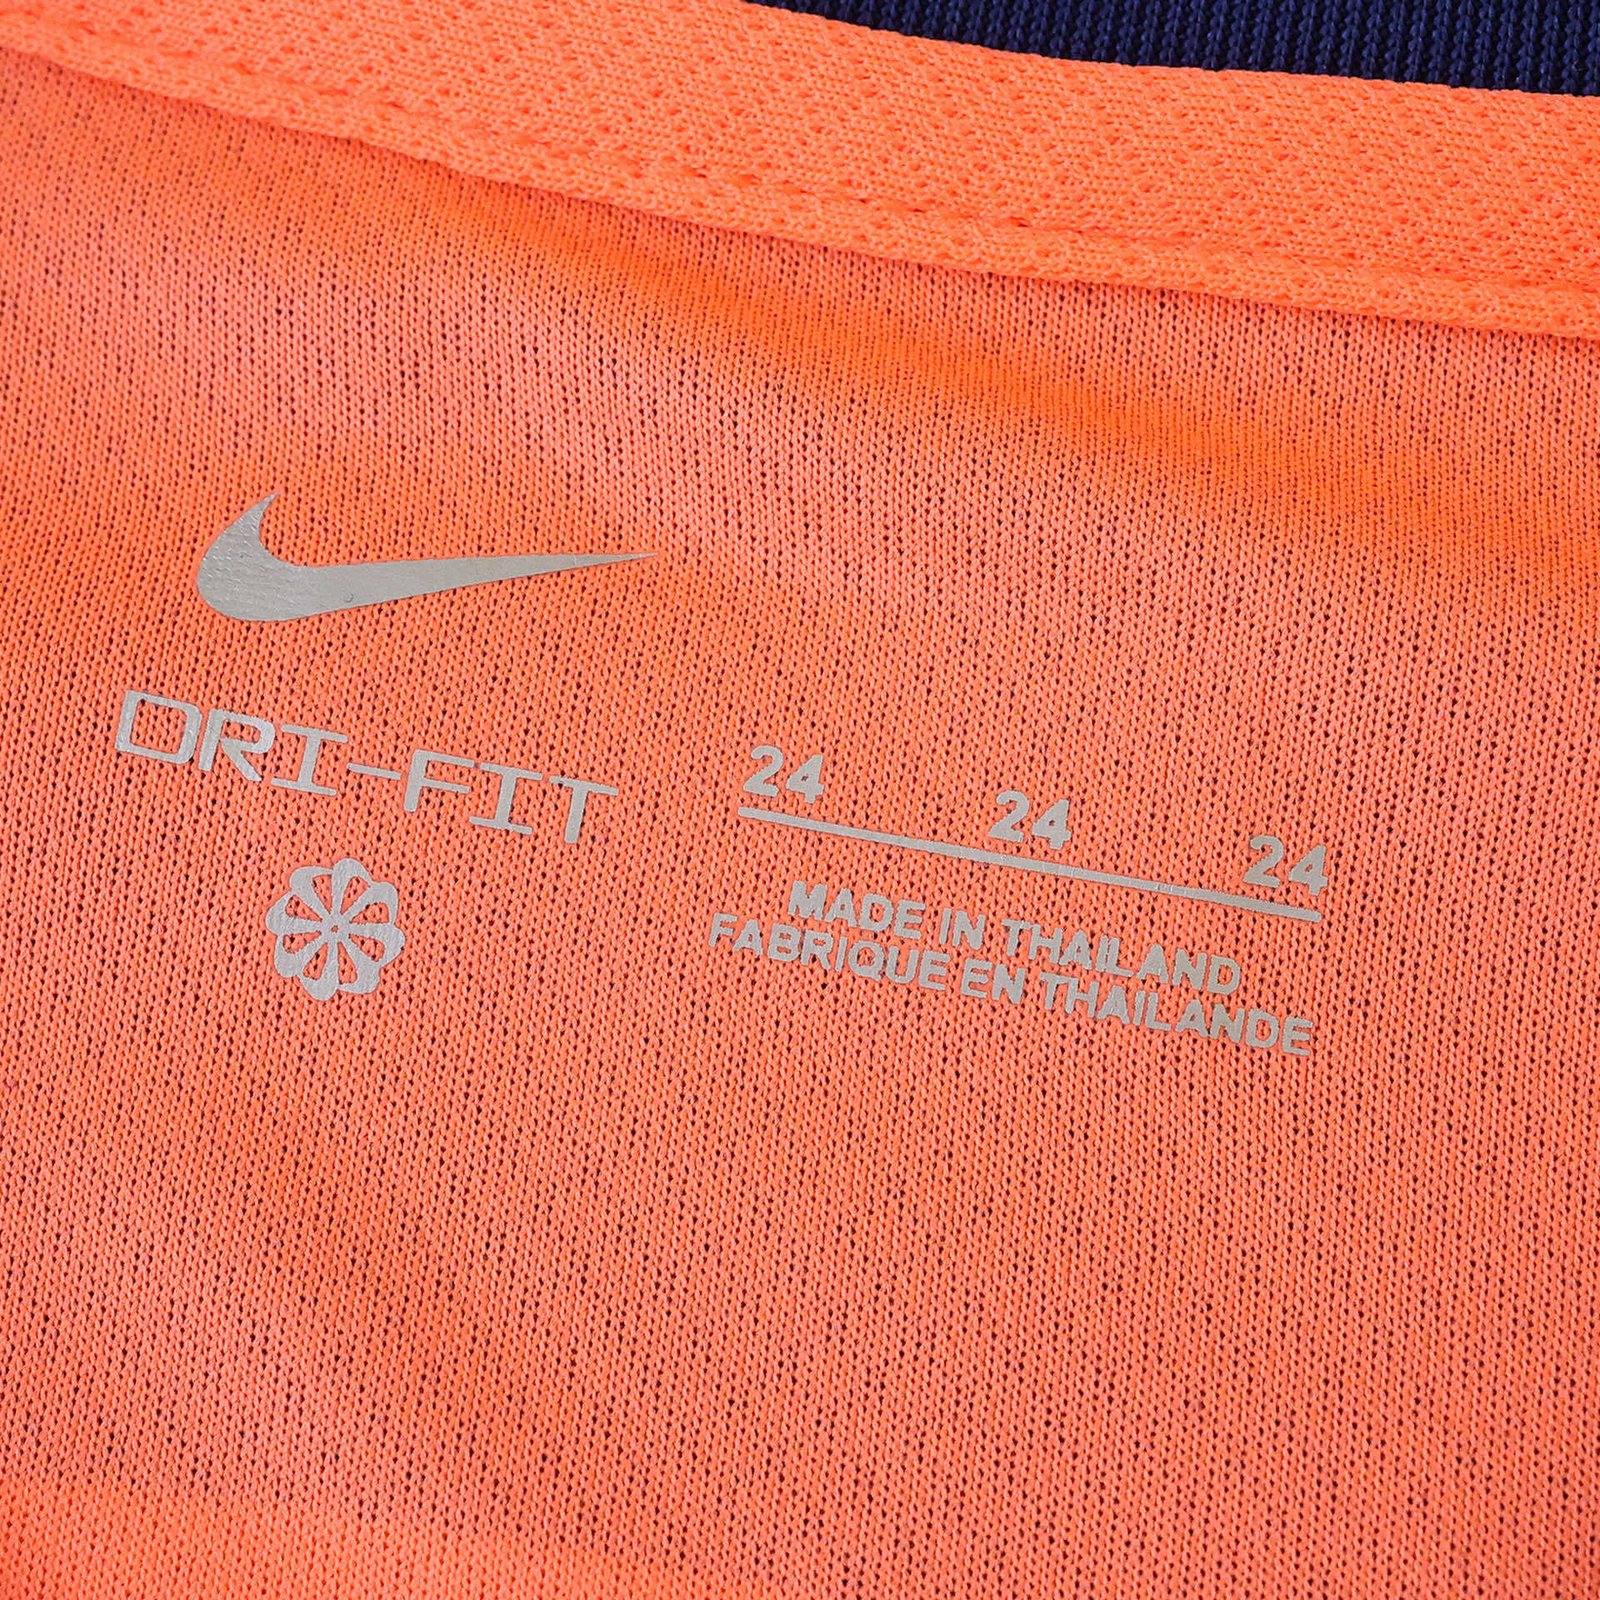 DRI-FIT
24 24 24
MADE IN THAILAND
FABRIQUE EN THAILANDE